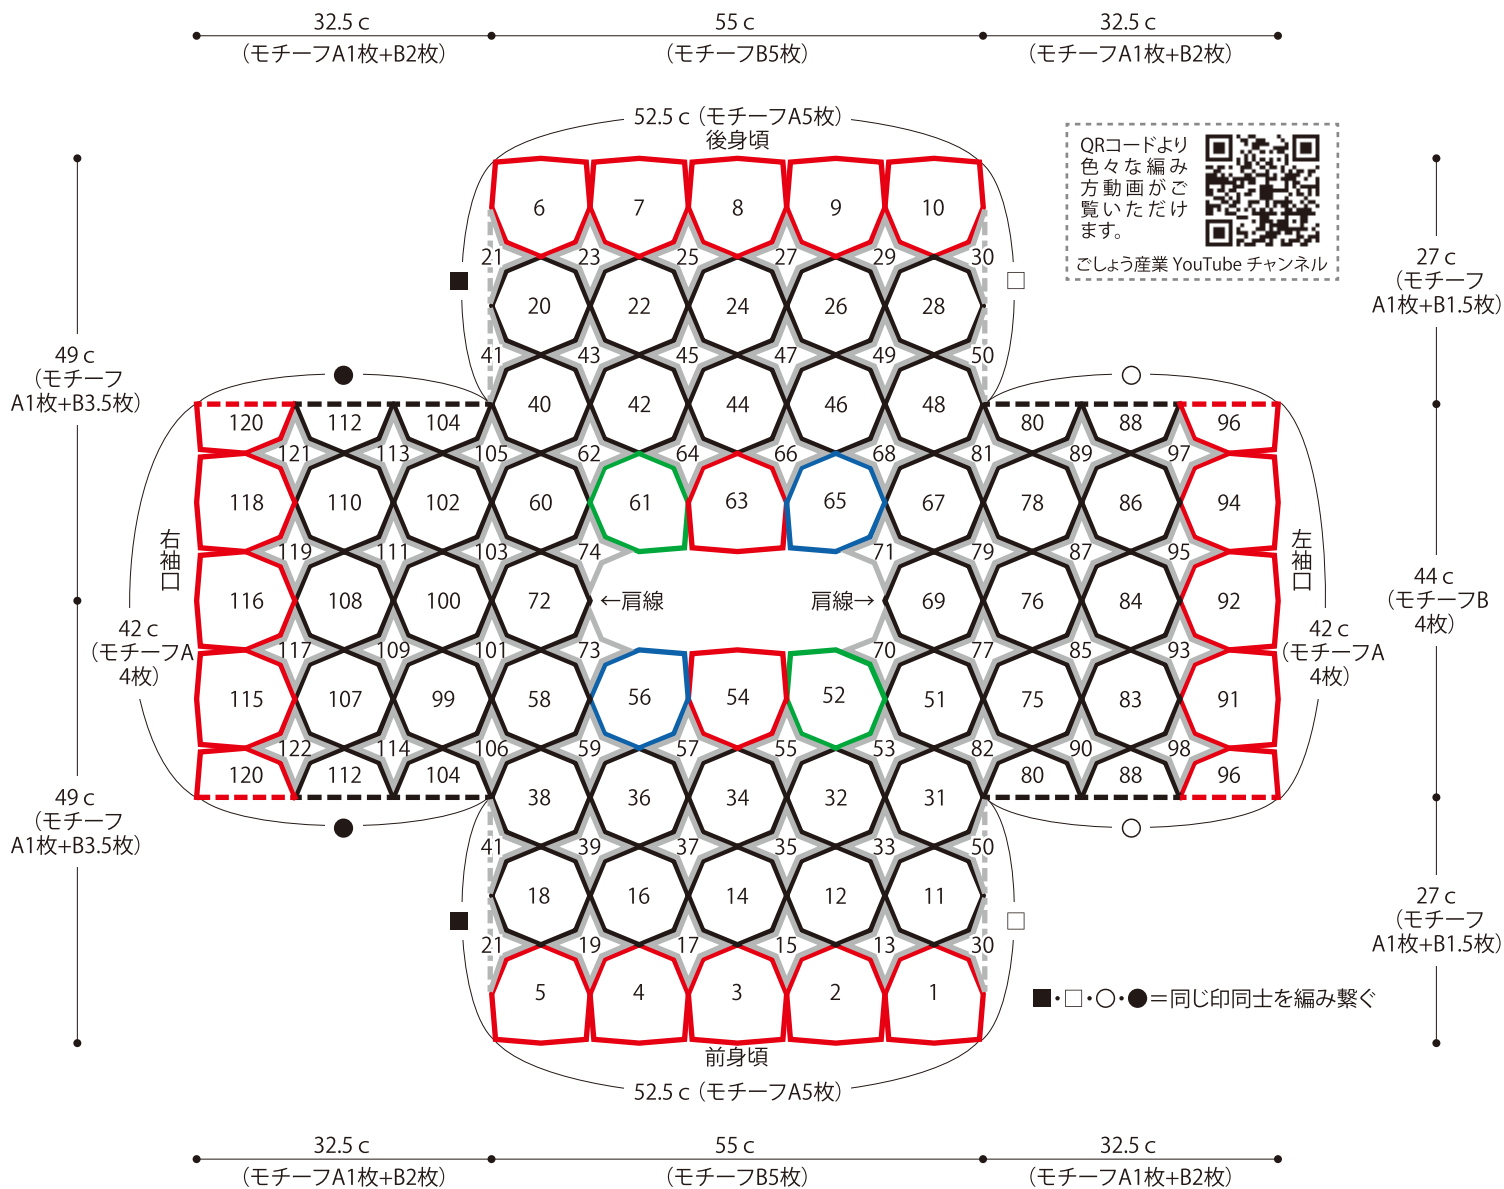 32.5 c
（モチーフA1枚+B2枚）
55 c
（モチーフB5枚）
32.5 c
（モチーフA1枚+B2枚）
52.5 c（モチーフA5枚）
後身頃
QRコードより
色々な編み
方動画がご
覧いただけ
ます。
ごしょう産業 YouTube チャンネル
6 7 8 9 10
21 23 25 27 29 30
■ □
20 22 24 26 28
41 43 45 47 49 50
● ○
27 c
（モチーフ
A1枚+B1.5枚）
49 c
（モチーフ
A1枚+B3.5枚）
120 112 104 40 42 44 46 48 80 88 96
121 113 105 62 64 66 68 81 89 97
118 110 102 60 61 63 65 67 78 86 94
右袖口
119 111 103 74 71 79 87 95
左袖口
116 108 100 72 ←肩線 肩線→ 69 76 84 92
44 c
（モチーフB
4枚）
42 c
（モチーフA
4枚）
42 c
（モチーフA
4枚）
117 109 101 73 70 77 85 93
115 107 99 58 56 54 52 51 75 83 91
122 114 106 59 57 55 53 82 90 98
120 112 104 38 36 34 32 31 80 88 96
49 c
（モチーフ
A1枚+B3.5枚）
● ○
41 39 37 35 33 50
18 16 14 12 11
■ □
27 c
（モチーフ
A1枚+B1.5枚）
21 19 17 15 13 30
5 4 3 2 1
■・□・○・●＝同じ印同士を編み繋ぐ
前身頃
52.5 c（モチーフA5枚）
32.5 c
（モチーフA1枚+B2枚）
55 c
（モチーフB5枚）
32.5 c
（モチーフA1枚+B2枚）